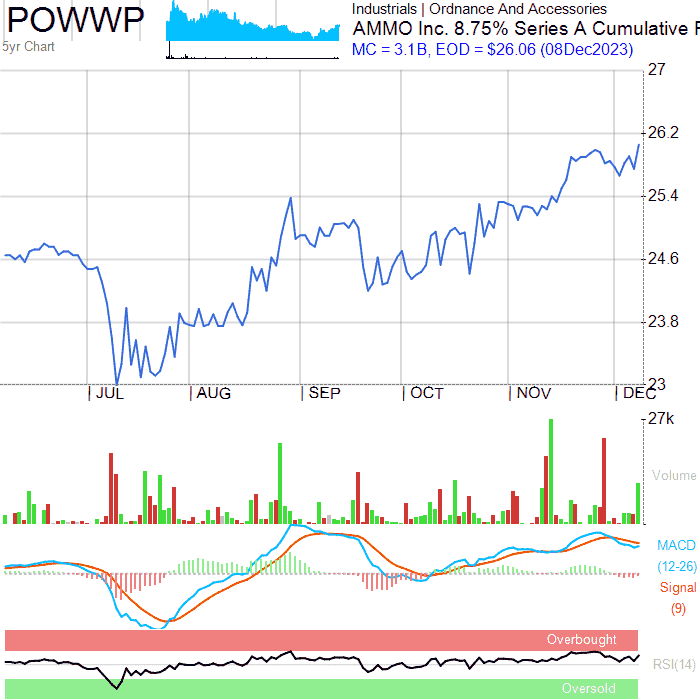 POWWP
5yr Chart
Industrials | Ordnance And Accessories
AMMO Inc. 8.75% Series A Cumulative
MC = 3.1B, EOD = $26.06 (08Dec2023)
27
26.2
25.4
24.6
23.8
23
JUL AUG SEP OCT NOV DEC
27k
Volume
MACD
(12-26)
Signal
(9)
Overbought
RSI(14)
Oversold